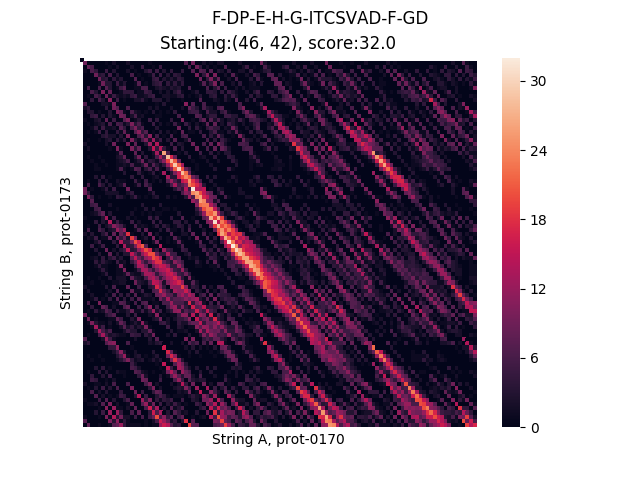 F-DP-E-H-G-ITCSVAD-F-GD
Starting:(46, 42), score:32.0
String B, prot-0173
String A, prot-0170
30
24
18
12
6
0